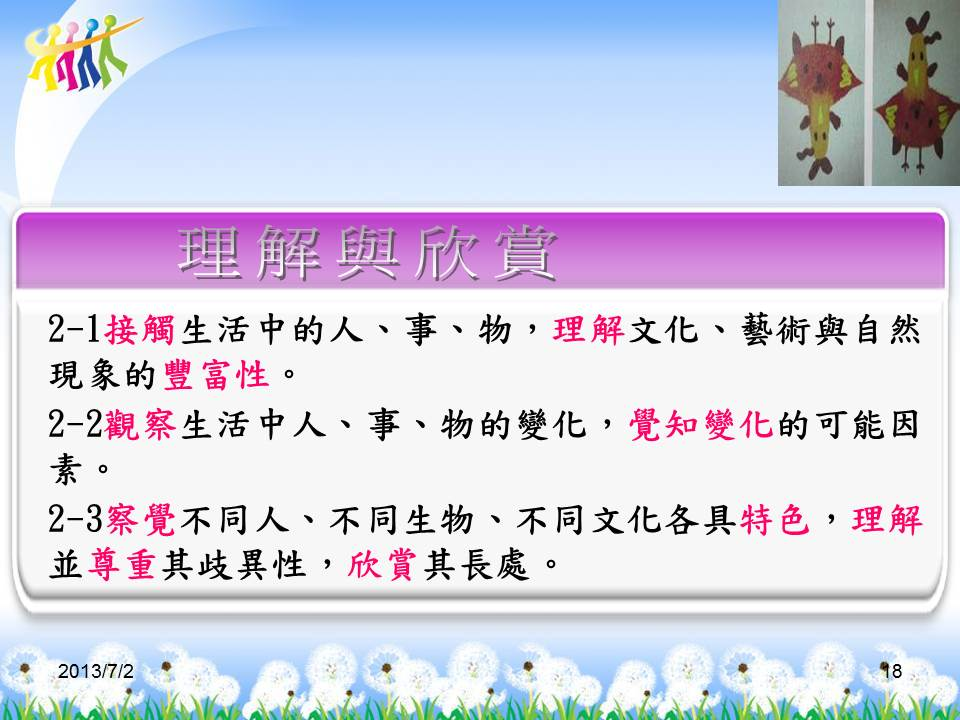 理解與欣賞
2-1接觸生活中的人、事、物，理解文化、藝術與自然
現象的豐富性。
2-2觀察生活中人、事、物的變化，覺知變化的可能因
素。
2-3察覺不同人、不同生物、不同文化各具特色，理解
並尊重其歧異性，欣賞其長處。
2013/7/2
18